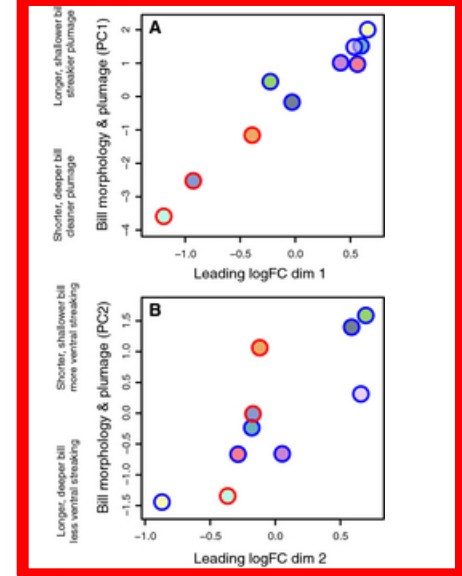 A
Longer, shallower bill
streakier plumage
Shorter, deeper bill
cleaner plumage
Bill morphology & plumage (PC1)
2
1
0
−1
−2
−3
−4
−1.0 −0.5 0.0 0.5
Leading logFC dim 1
B
Shorter, shallower bill
more ventral streaking
Longer, deeper bill
less ventral streaking
Bill morphology & plumage (PC2)
1.5
1.0
0.5
0.0
−0.5
−1.0
−1.5
−1.0 −0.5 0.0 0.5
Leading logFC dim 2